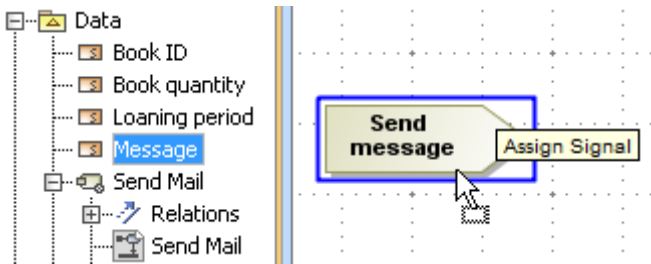 Data
Book ID
Book quantity
Loaning period
Message
Send Mail
Relations
Send Mail
Send
message
Assign Signal